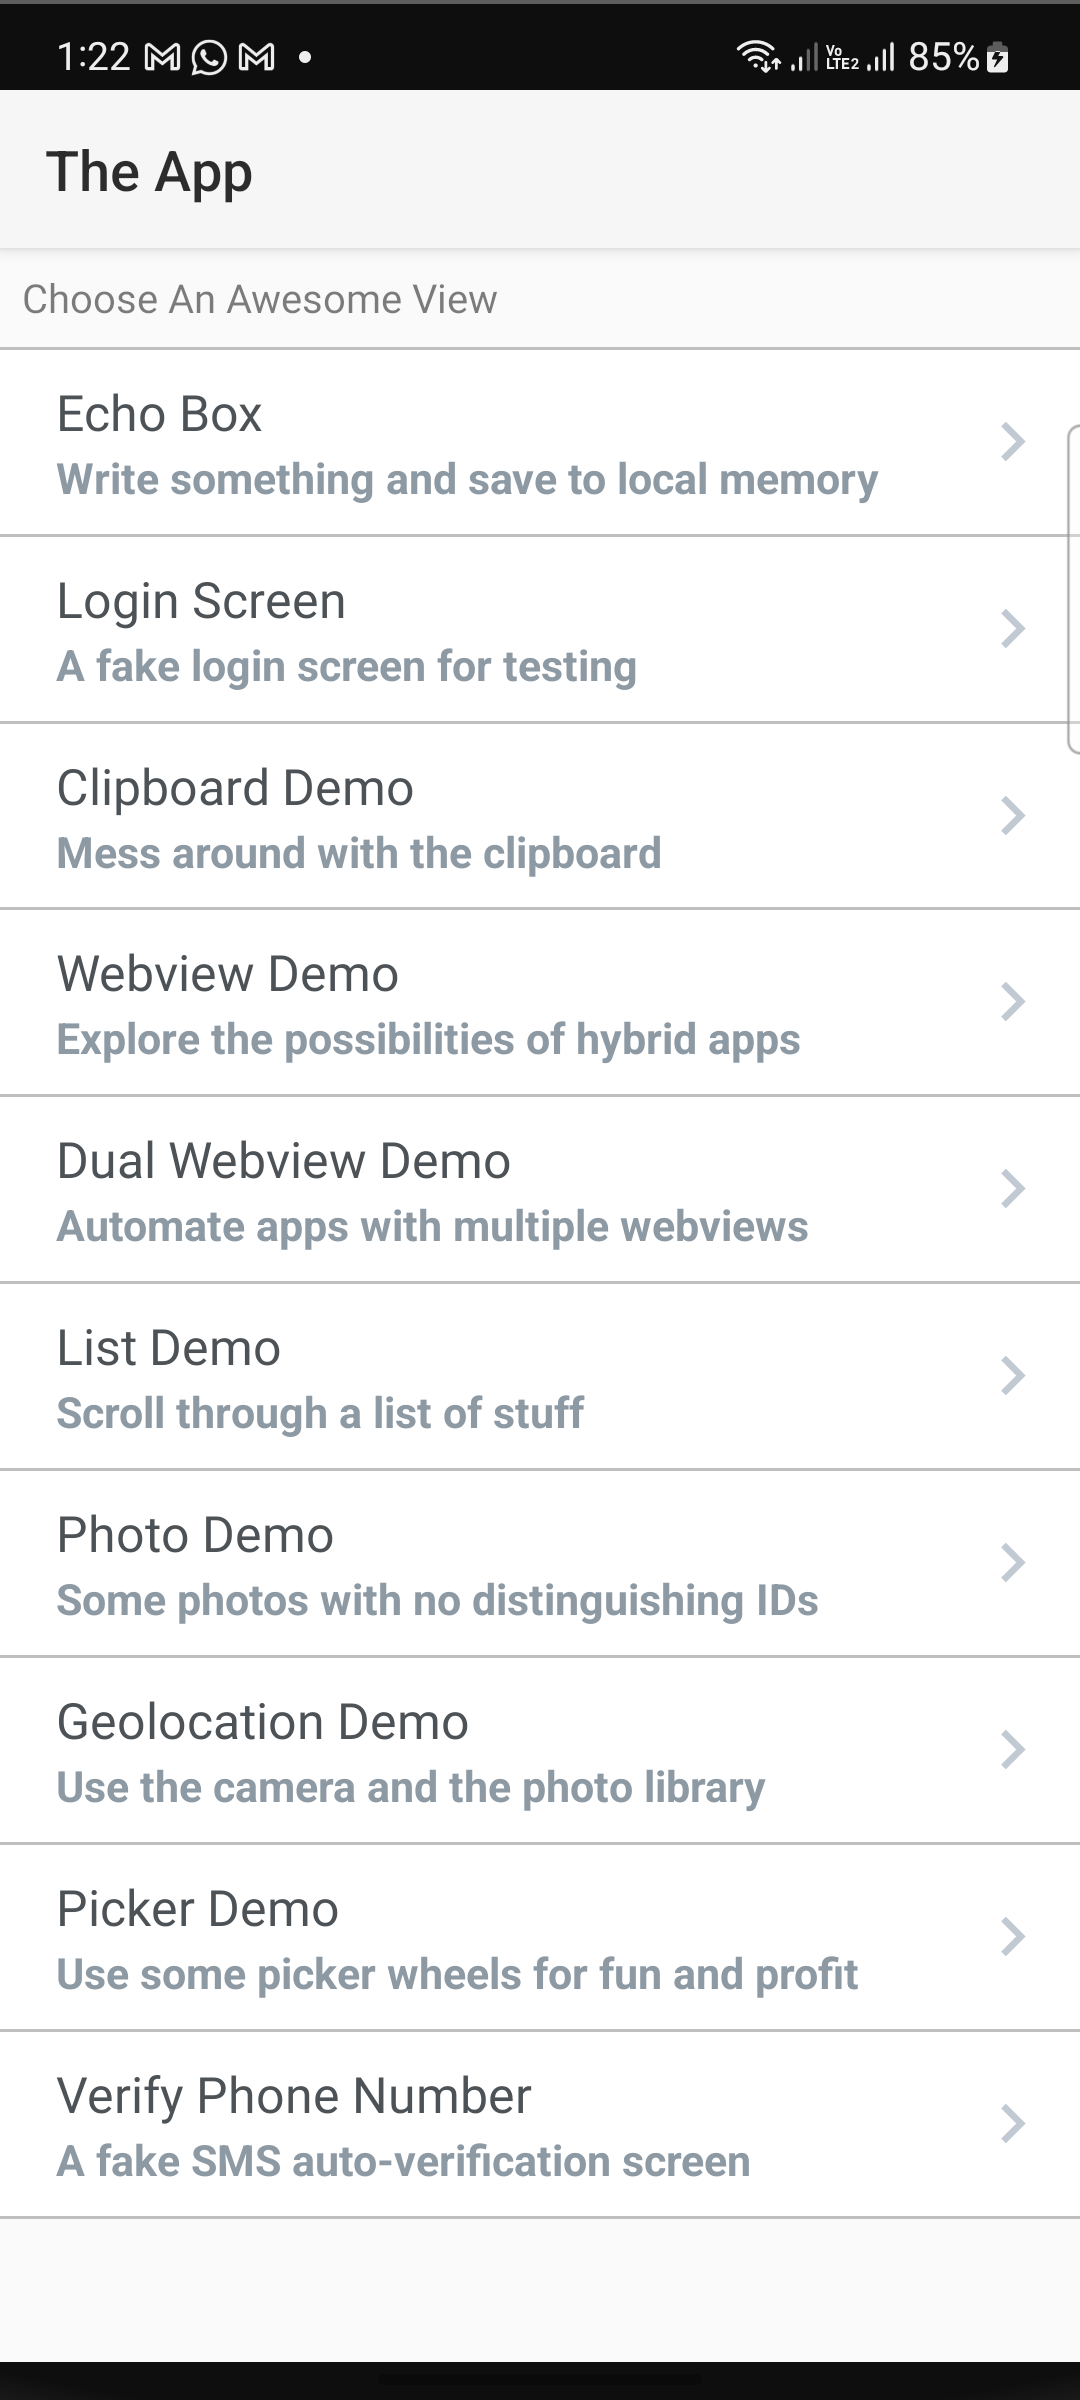 1:22
Vo LTE2 85%
The App
Choose An Awesome View
Echo Box
Write something and save to local memory
Login Screen
A fake login screen for testing
Clipboard Demo
Mess around with the clipboard
Webview Demo
Explore the possibilities of hybrid apps
Dual Webview Demo
Automate apps with multiple webviews
List Demo
Scroll through a list of stuff
Photo Demo
Some photos with no distinguishing IDs
Geolocation Demo
Use the camera and the photo library
Picker Demo
Use some picker wheels for fun and profit
Verify Phone Number
A fake SMS auto-verification screen